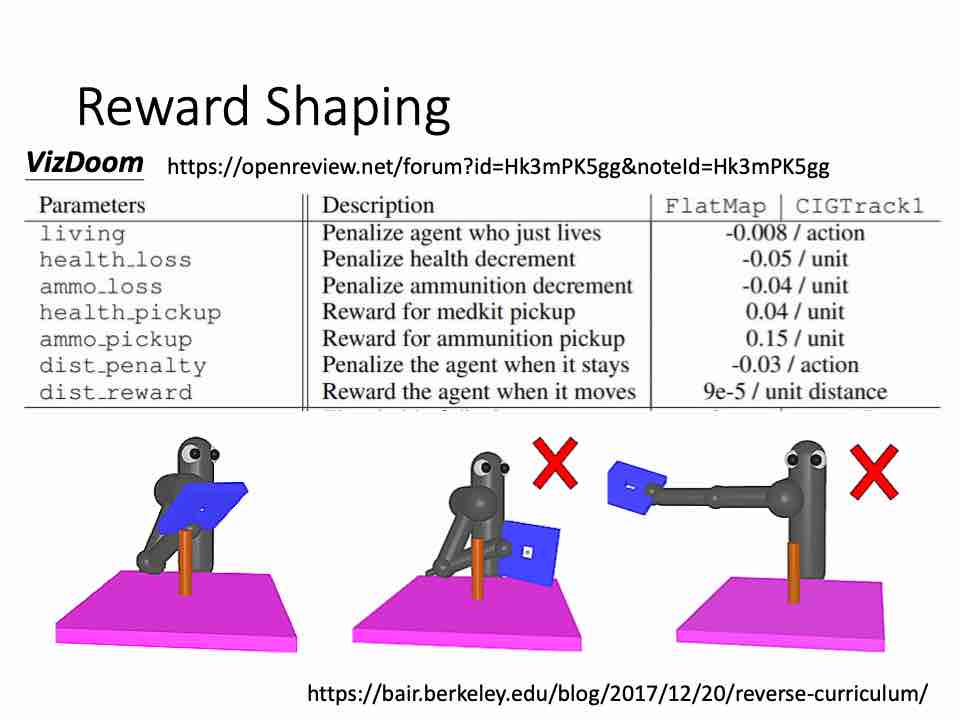 Reward Shaping
VizDoom https://openreview.net/forum?id=Hk3mPK5gg&noteId=Hk3mPK5gg
Parameters Description FlatMap CIGTrack1
living Penalize agent who just lives -0.008 / action
health_loss Penalize health decrement -0.05 / unit
ammo_loss Penalize ammunition decrement -0.04 / unit
health_pickup Reward for medkit pickup 0.04 / unit
ammo_pickup Reward for ammunition pickup 0.15 / unit
dist_penalty Penalize the agent when it stays -0.03 / action
dist_reward Reward the agent when it moves 9e-5 / unit distance
https://bair.berkeley.edu/blog/2017/12/20/reverse-curriculum/